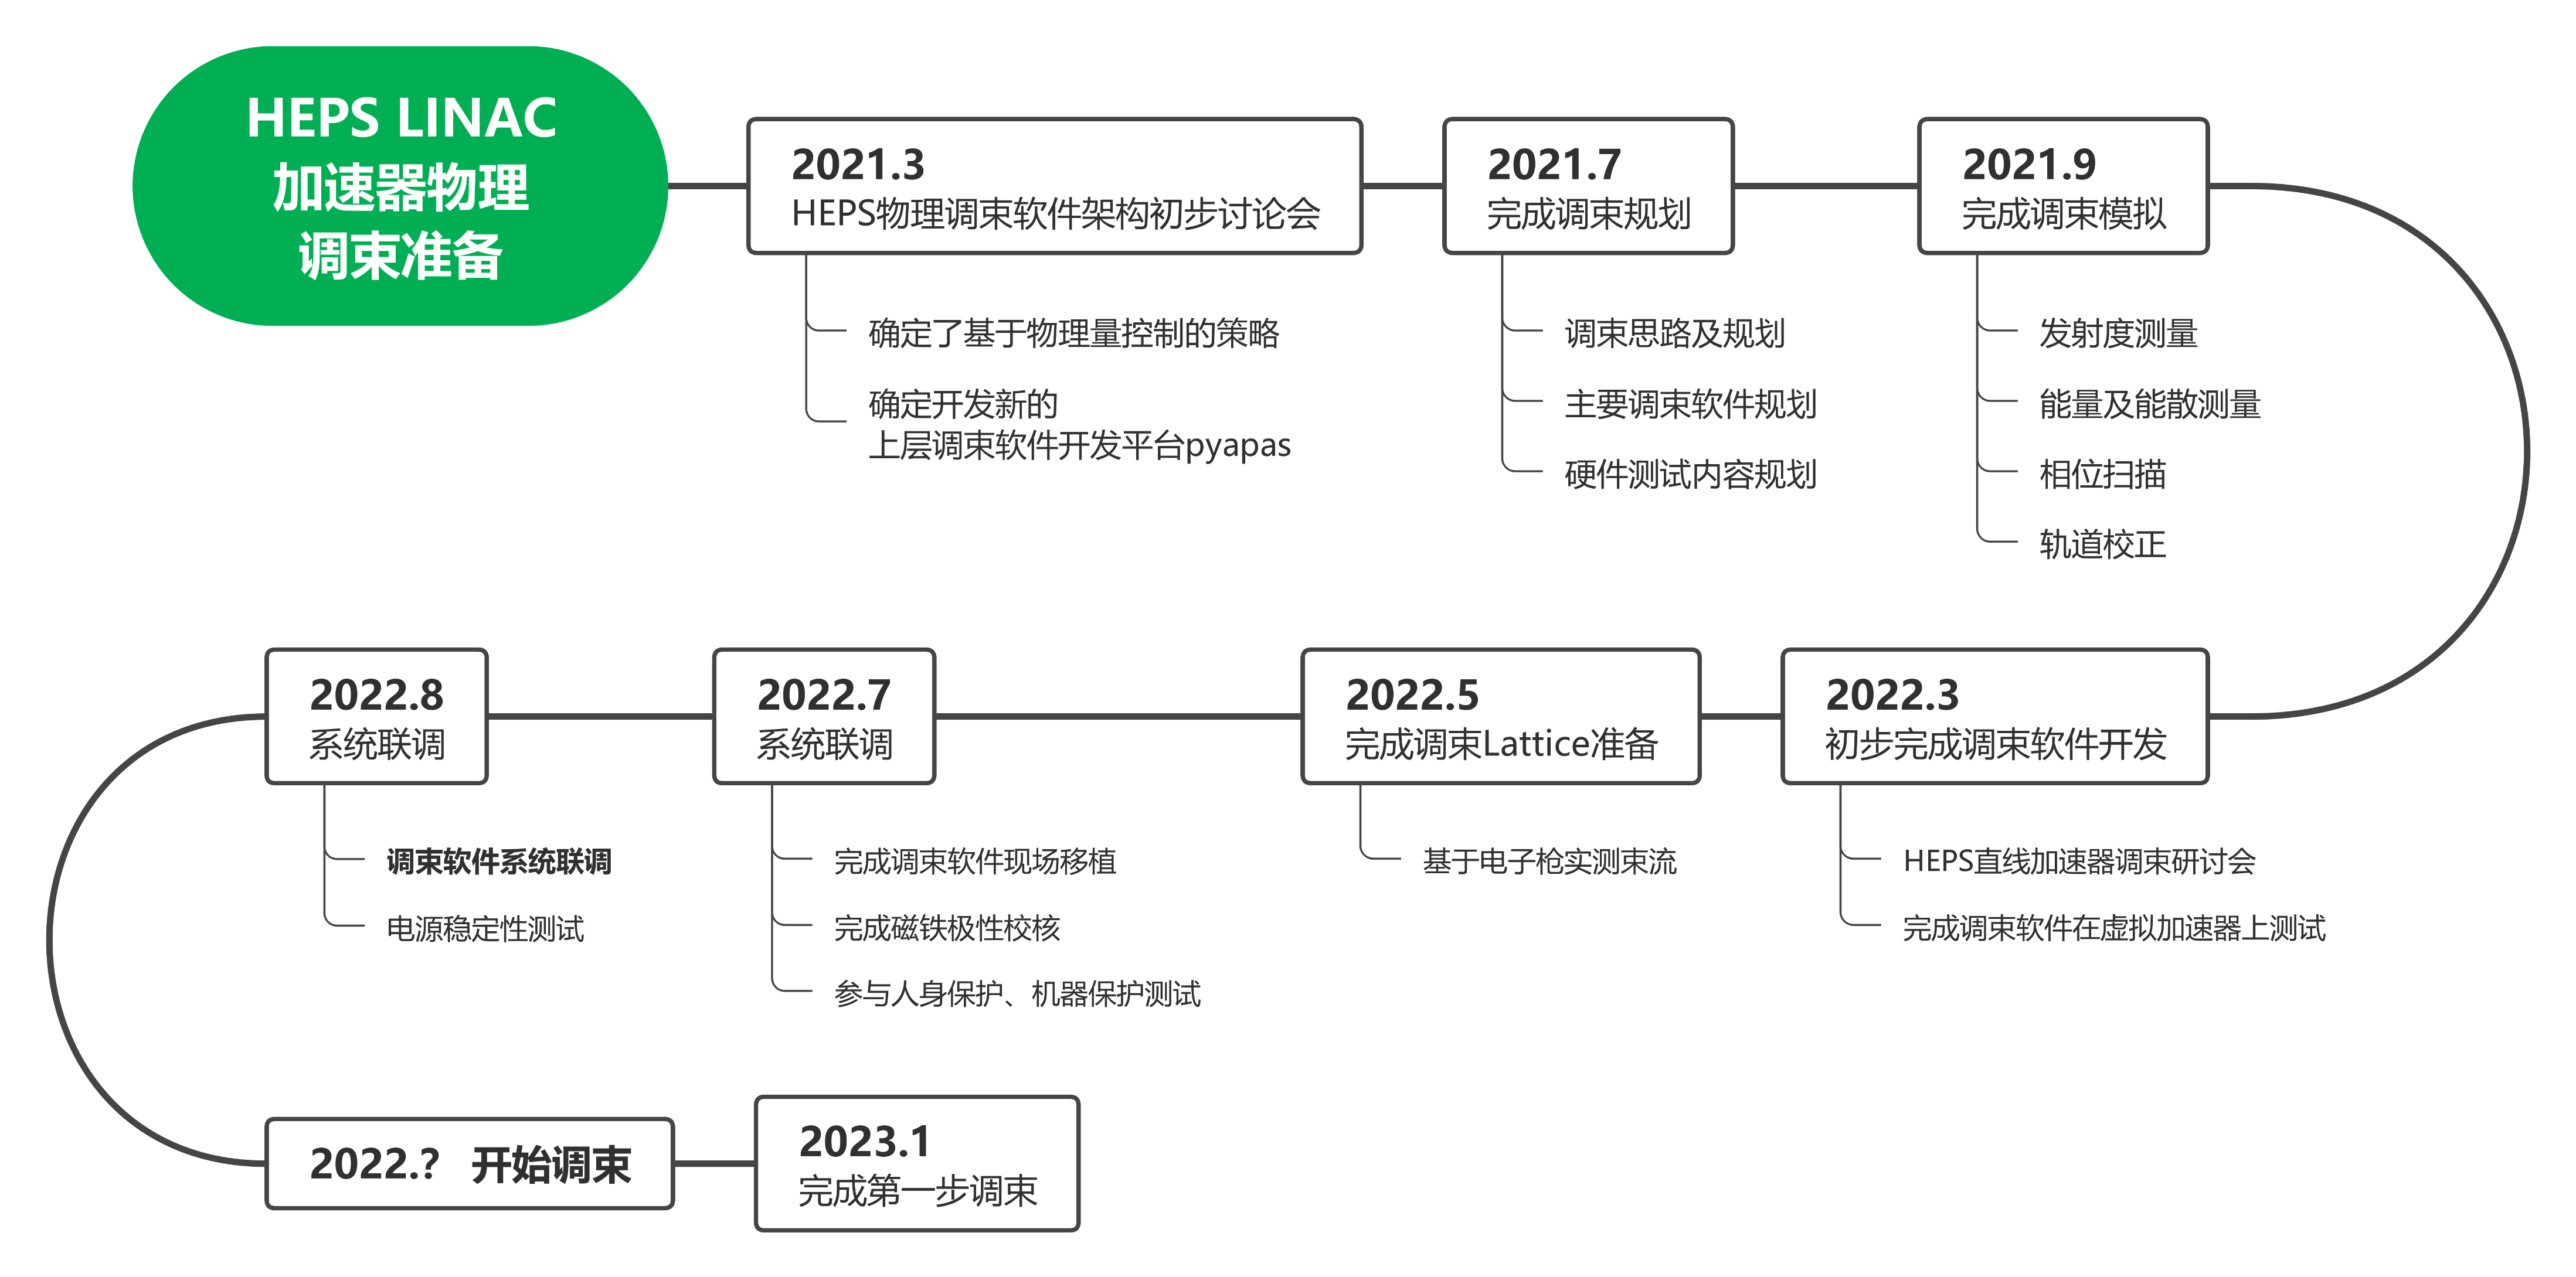 HEPS LINAC
加速器物理
调束准备
2021.3
HEPS物理调束软件架构初步讨论会
确定了基于物理量控制的策略
确定开发新的
上层调束软件开发平台pyapas
2021.7
完成调束规划
调束思路及规划
主要调束软件规划
硬件测试内容规划
2021.9
完成调束模拟
发射度测量
能量及能散测量
相位扫描
轨道校正
2022.3
初步完成调束软件开发
HEPS直线加速器调束研讨会
完成调束软件在虚拟加速器上测试
2022.5
完成调束Lattice准备
基于电子枪实测束流
2022.7
系统联调
完成调束软件现场移植
完成磁铁极性校核
参与人身保护、机器保护测试
2022.8
系统联调
调束软件系统联调
电源稳定性测试
2022.? 开始调束
2023.1
完成第一步调束